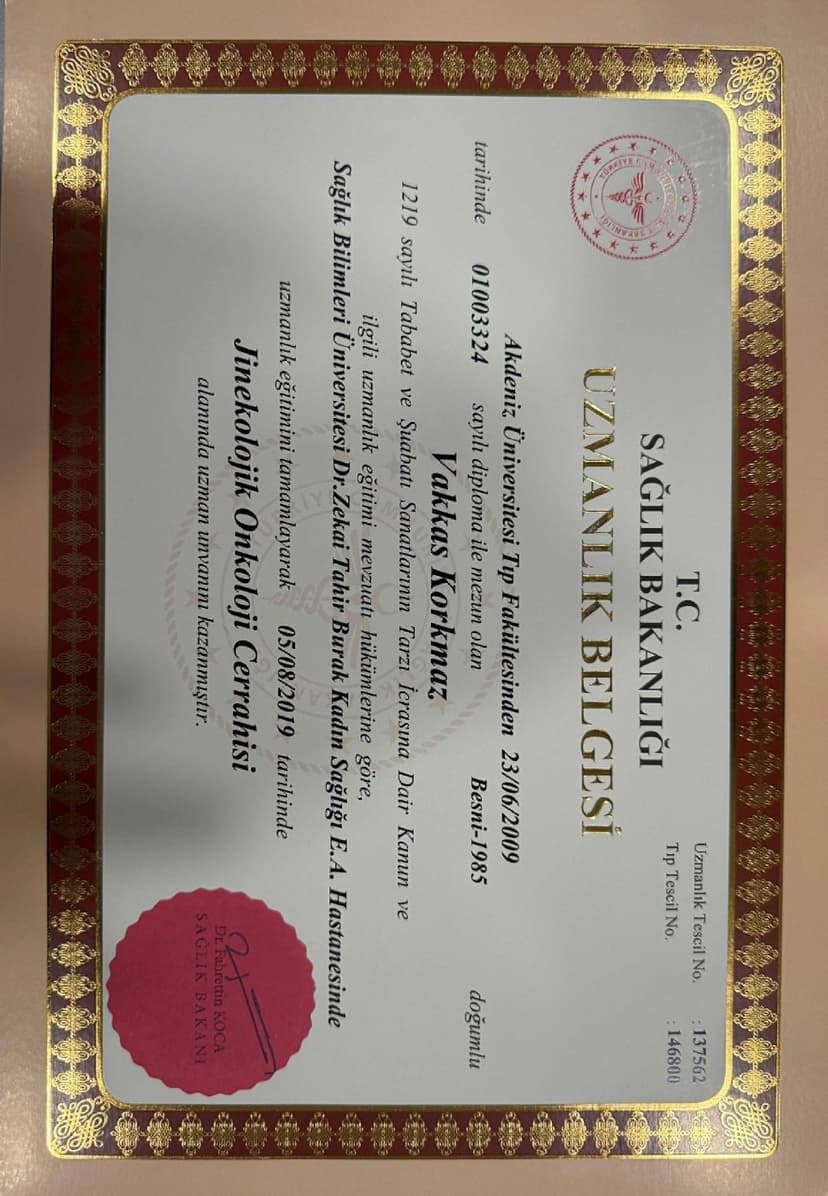 T.C.
SAĞLIK BAKANLIĞI
UZMANLIK BELGESİ
Uzmanlık Tescil No. : 137562
Tıp Tescil No. : 146800
Akdeniz Üniversitesi Tıp Fakültesinden 23/06/2009
tarihinde 01003324 sayılı diploma ile mezun olan Besni-1985 doğumlu
Vakkas Korkmaz
1219 sayılı Tababet ve Şuabatı Sanatlarının Tarzı İcrasına Dair Kanun ve
ilgili uzmanlık eğitimi mevzuatı hükümlerine göre,
Sağlık Bilimleri Üniversitesi Dr.Zekai Tahir Burak Kadın Sağlığı E.A. Hastanesinde
uzmanlık eğitimini tamamlayarak 05/08/2019 tarihinde
Jinekolojik Onkoloji Cerrahisi
alanında uzman unvanını kazanmıştır.
Dr. Fahrettin KOCA
SAĞLIK BAKANI